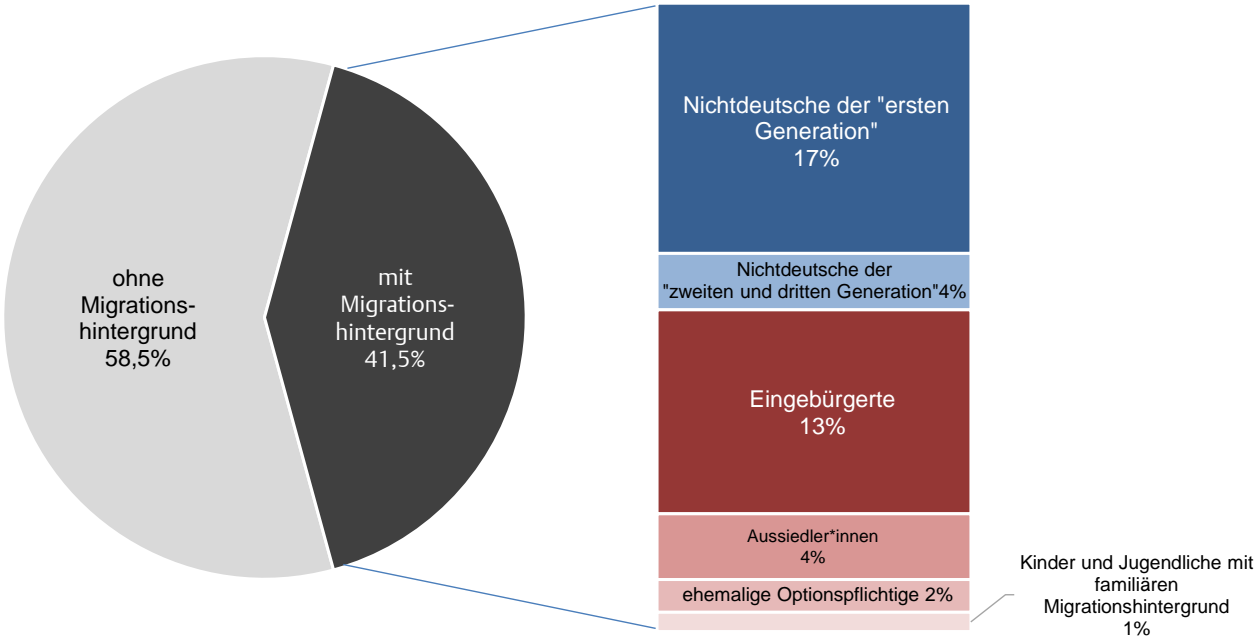 ohne
Migrations-
hintergrund
58,5%
mit
Migrations-
hintergrund
41,5%
Nichtdeutsche der "ersten
Generation"
17%
Nichtdeutsche der
"zweiten und dritten Generation"4%
Eingebürgerte
13%
Aussiedler*innen
4%
ehemalige Optionspflichtige 2%
Kinder und Jugendliche mit
familiären
Migrationshintergrund
1%